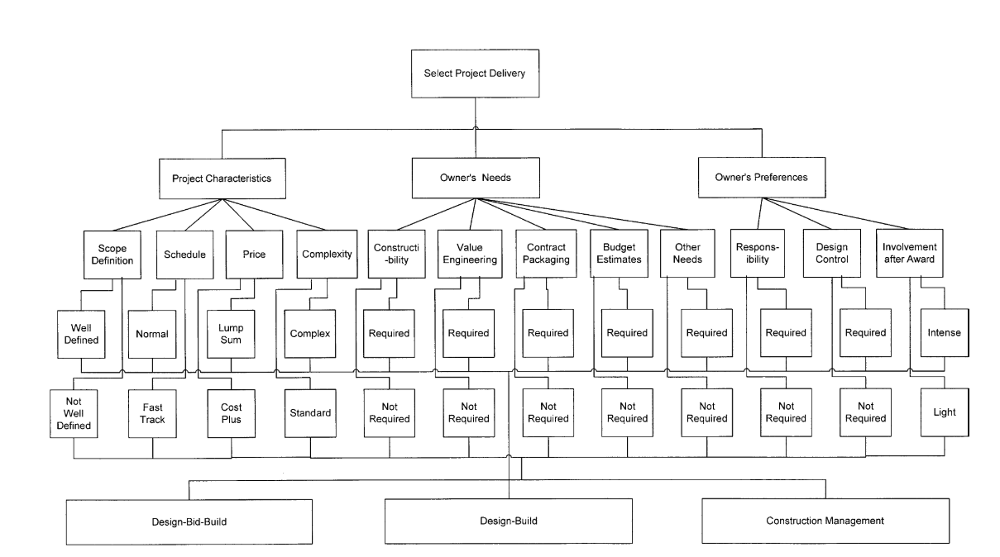 Select Project Delivery
Project Characteristics
Owner's Needs
Owner's Preferences
Scope
Definition
Schedule
Price
Complexity
Constructi
-bility
Value
Engineering
Contract
Packaging
Budget
Estimates
Other
Needs
Respons-
ibility
Design
Control
Involvement
after Award
Well
Defined
Normal
Lump
Sum
Complex
Required
Required
Required
Required
Required
Required
Required
Intense
Not
Well
Defined
Fast
Track
Cost
Plus
Standard
Not
Required
Not
Required
Not
Required
Not
Required
Not
Required
Not
Required
Not
Required
Light
Design-Bid-Build
Design-Build
Construction Management